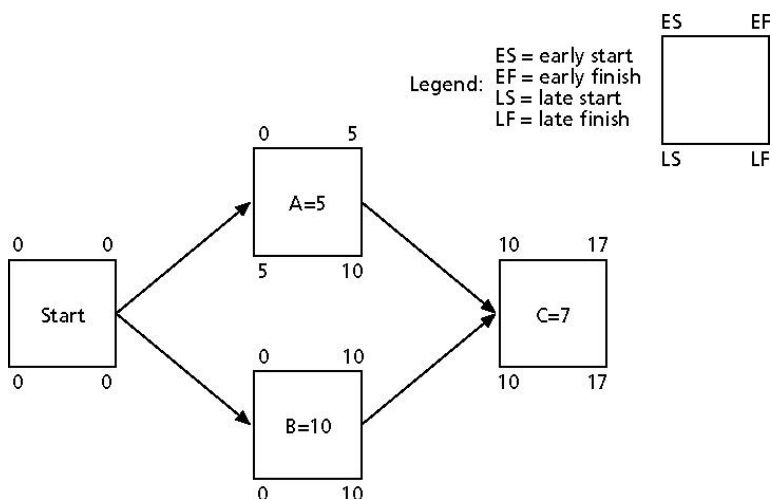 ES EF
ES = early start
EF = early finish
Legend:
LS = late start
LF = late finish
LS LF
0 5
A=5
5 10
0 0
Start
0 0
10 17
C=7
10 17
0 10
B=10
0 10